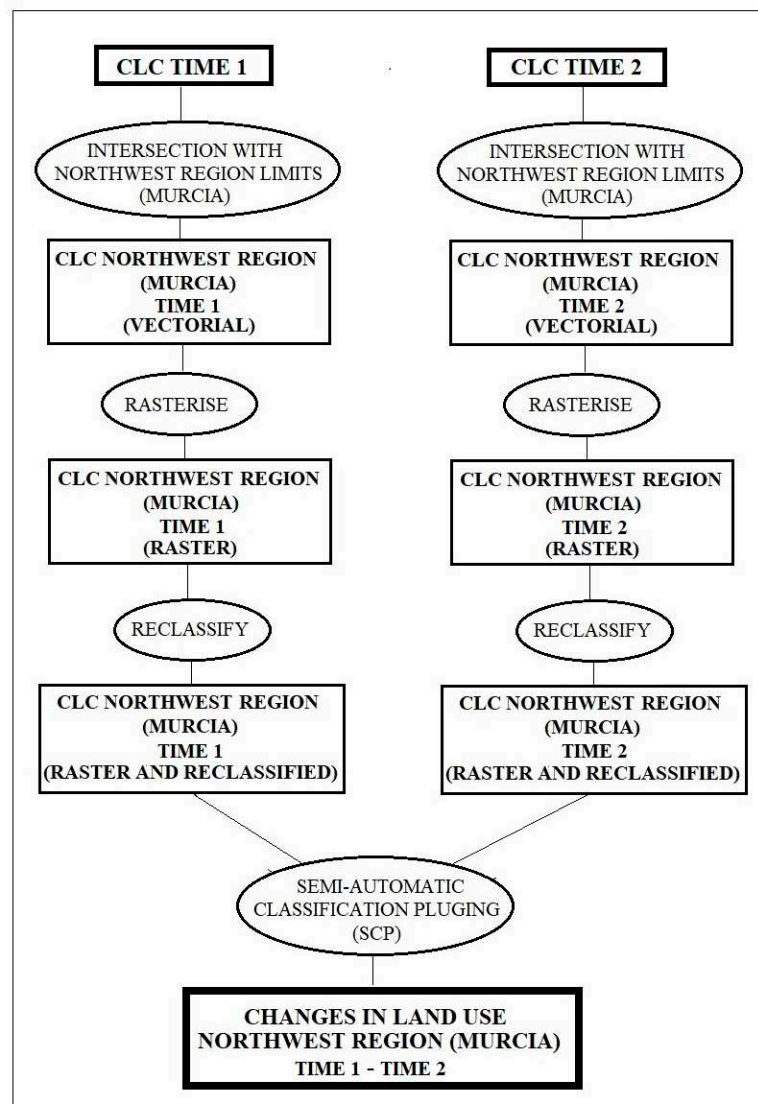 CLC TIME 1
CLC TIME 2
INTERSECTION WITH
NORTHWEST REGION LIMITS
(MURCIA)
INTERSECTION WITH
NORTHWEST REGION LIMITS
(MURCIA)
CLC NORTHWEST REGION
(MURCIA)
TIME 1
(VECTORIAL)
CLC NORTHWEST REGION
(MURCIA)
TIME 2
(VECTORIAL)
RASTERISE
RASTERISE
CLC NORTHWEST REGION
(MURCIA)
TIME 1
(RASTER)
CLC NORTHWEST REGION
(MURCIA)
TIME 2
(RASTER)
RECLASSIFY
RECLASSIFY
CLC NORTHWEST REGION
(MURCIA)
TIME 1
(RASTER AND RECLASSIFIED)
CLC NORTHWEST REGION
(MURCIA)
TIME 2
(RASTER AND RECLASSIFIED)
SEMI-AUTOMATIC
CLASSIFICATION PLUGING
(SCP)
CHANGES IN LAND USE
NORTHWEST REGION (MURCIA)
TIME 1 - TIME 2